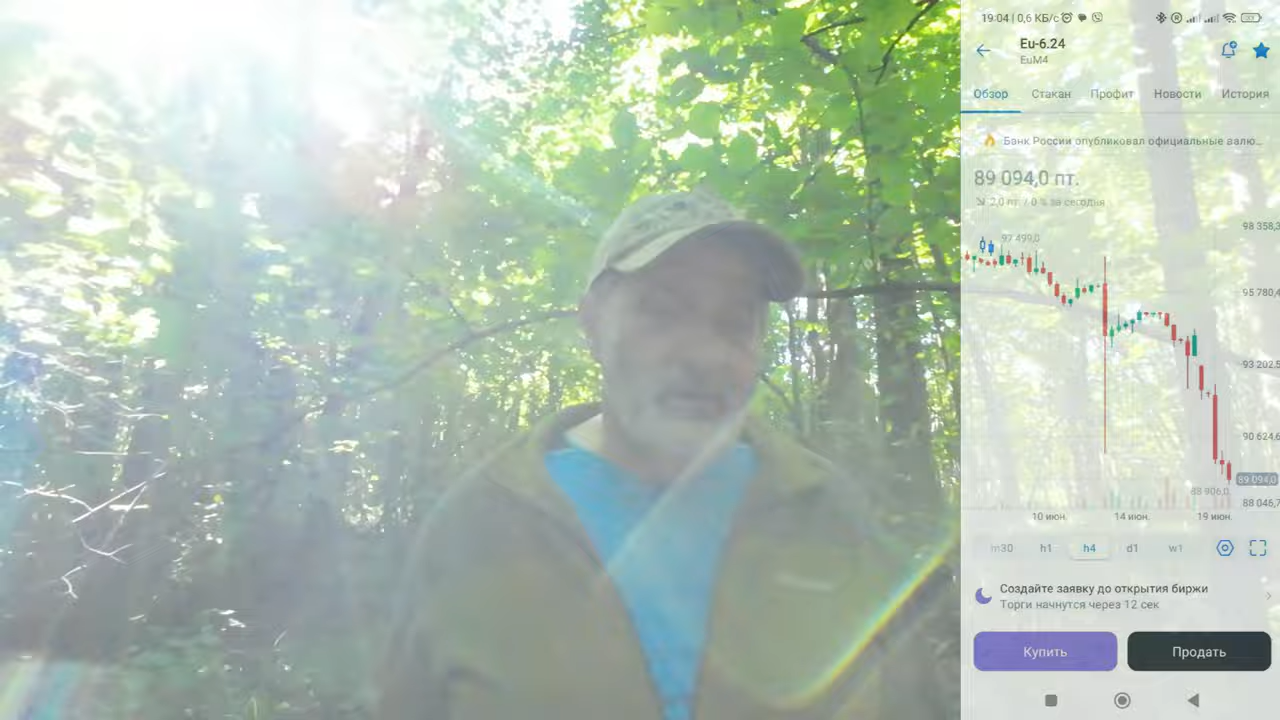 19:04 | 0,6 КБ/с
Eu-6.24
EuM4
Обзор Стакан Профит Новости История
Банк России опубликовал официальные валю...
89 094,0 пт.
2,0 пт. / 0 % за сегодня
98 358,3
97 499,0
95 780,4
93 202,5
90 624,6
89 094,0
88 906,0
88 046,7
10 июн. 14 июн. 19 июн.
m30 h1 h4 d1 w1
Создайте заявку до открытия биржи
Торги начнутся через 12 сек
Купить Продать